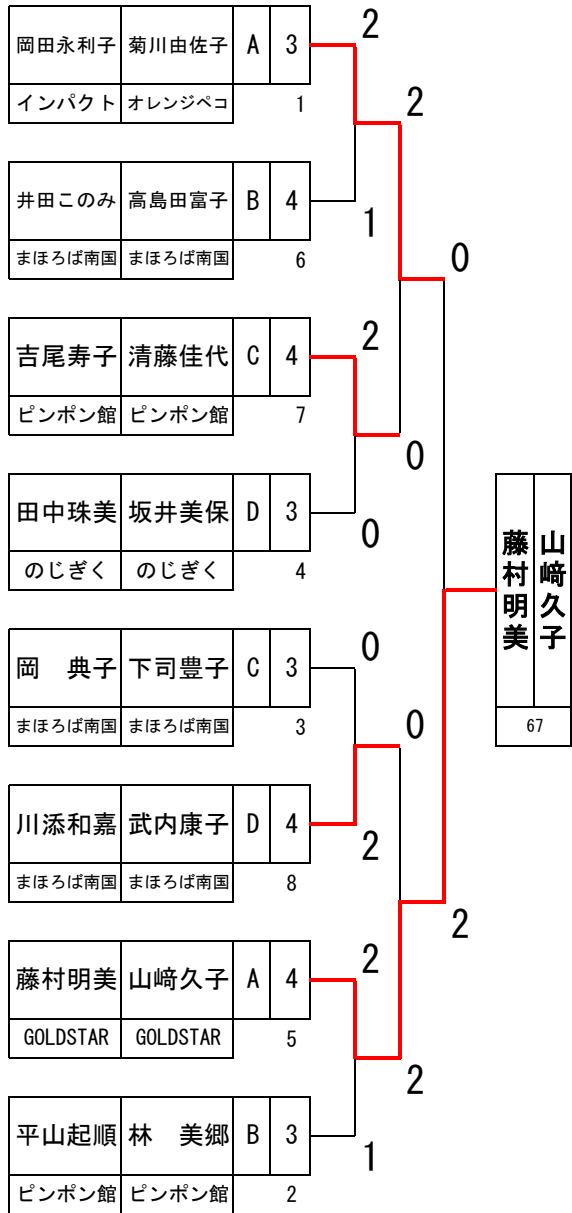 岡田永利子 菊川由佐子 A 3
インパクト オレンジペコ 1
2
2
井田このみ 高島田富子 B 4
まほろば南国 まほろば南国 6
1
0
吉尾寿子 清藤佳代 C 4
ピンポン館 ピンポン館 7
2
0
田中珠美 坂井美保 D 3
のじぎく のじぎく 4
0
藤村明美 山﨑久子
67
岡　典子 下司豊子 C 3
まほろば南国 まほろば南国 3
0
0
川添和嘉 武内康子 D 4
まほろば南国 まほろば南国 8
2
2
藤村明美 山﨑久子 A 4
GOLDSTAR GOLDSTAR 5
2
2
平山起順 林　美郷 B 3
ピンポン館 ピンポン館 2
1